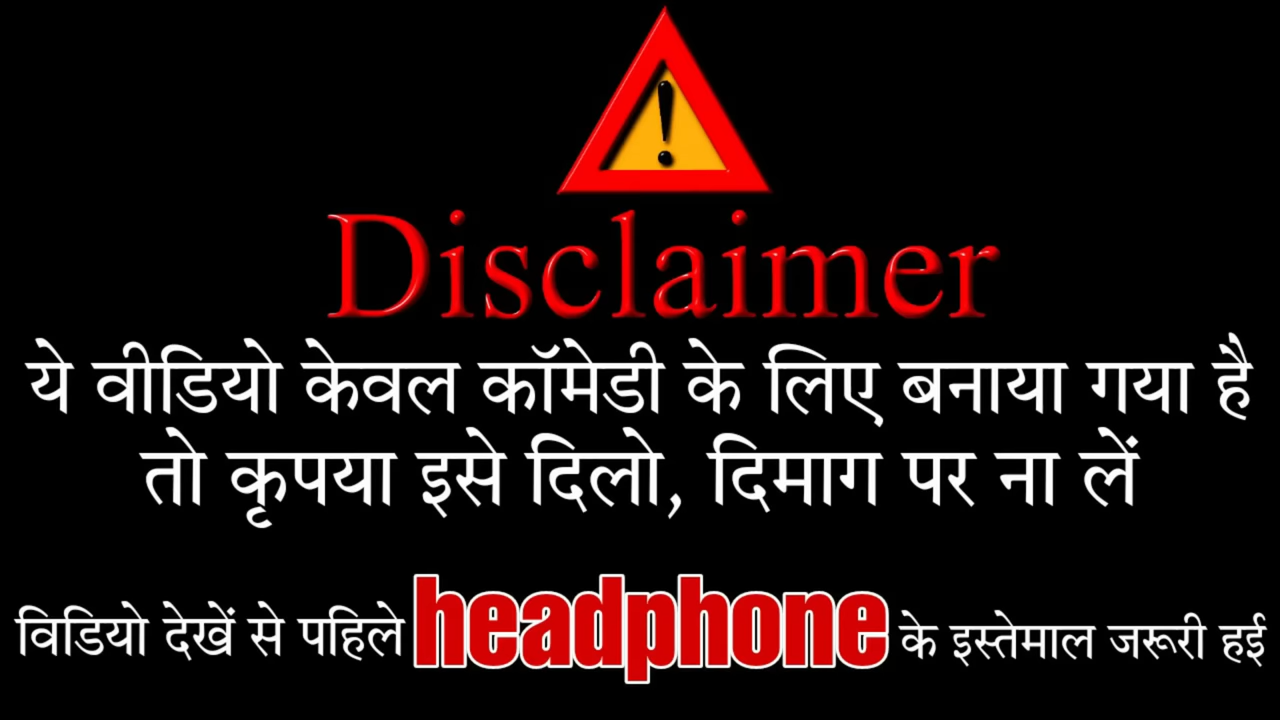 Disclaimer
ये वीडियो केवल कॉमेडी के लिए बनाया गया है
तो कृपया इसे दिलो, दिमाग पर ना लें
विडियो देखें से पहिले headphone के इस्तेमाल जरूरी हई